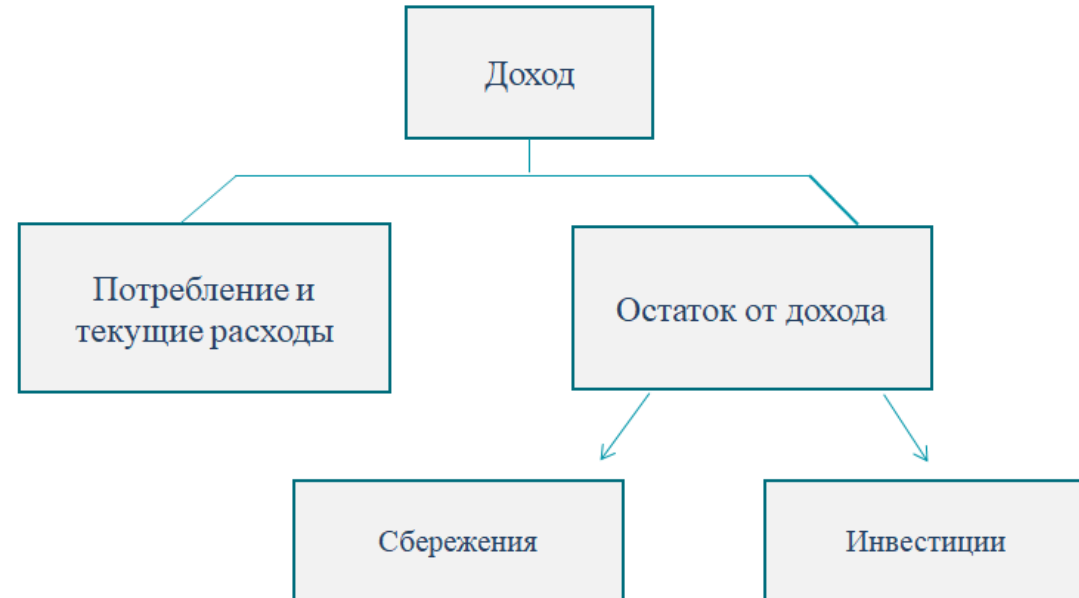 Доход
Потребление и
текущие расходы
Остаток от дохода
Сбережения
Инвестиции